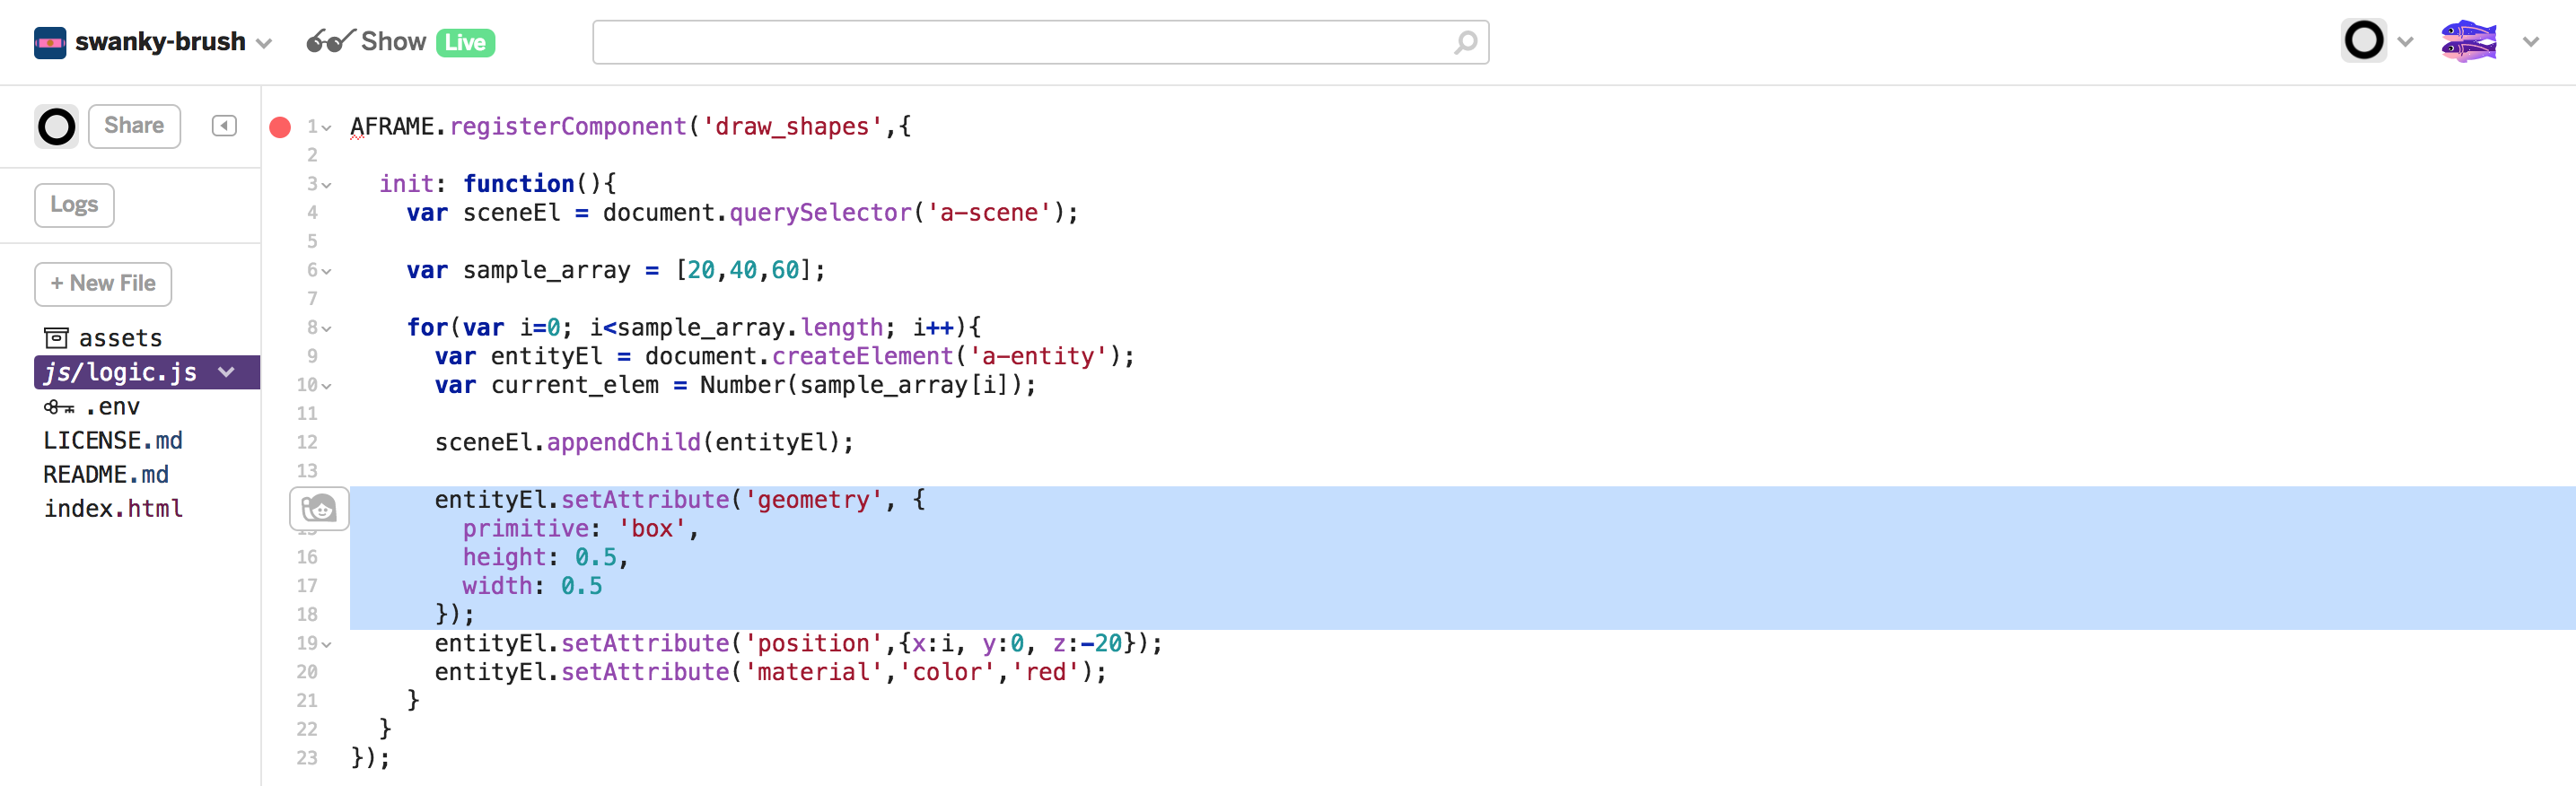 swanky-brush Show Live
Share
Logs
+ New File
assets
js/logic.js
.env
LICENSE.md
README.md
index.html
1 AFRAME.registerComponent('draw_shapes',{
2
3   init: function(){
4     var sceneEl = document.querySelector('a-scene');
5
6     var sample_array = [20,40,60];
7
8     for(var i=0; i<sample_array.length; i++){
9       var entityEl = document.createElement('a-entity');
10       var current_elem = Number(sample_array[i]);
11
12       sceneEl.appendChild(entityEl);
13
      entityEl.setAttribute('geometry', {
15         primitive: 'box',
16         height: 0.5,
17         width: 0.5
18       });
19       entityEl.setAttribute('position',{x:i, y:0, z:-20});
20       entityEl.setAttribute('material','color','red');
21     }
22   }
23 });